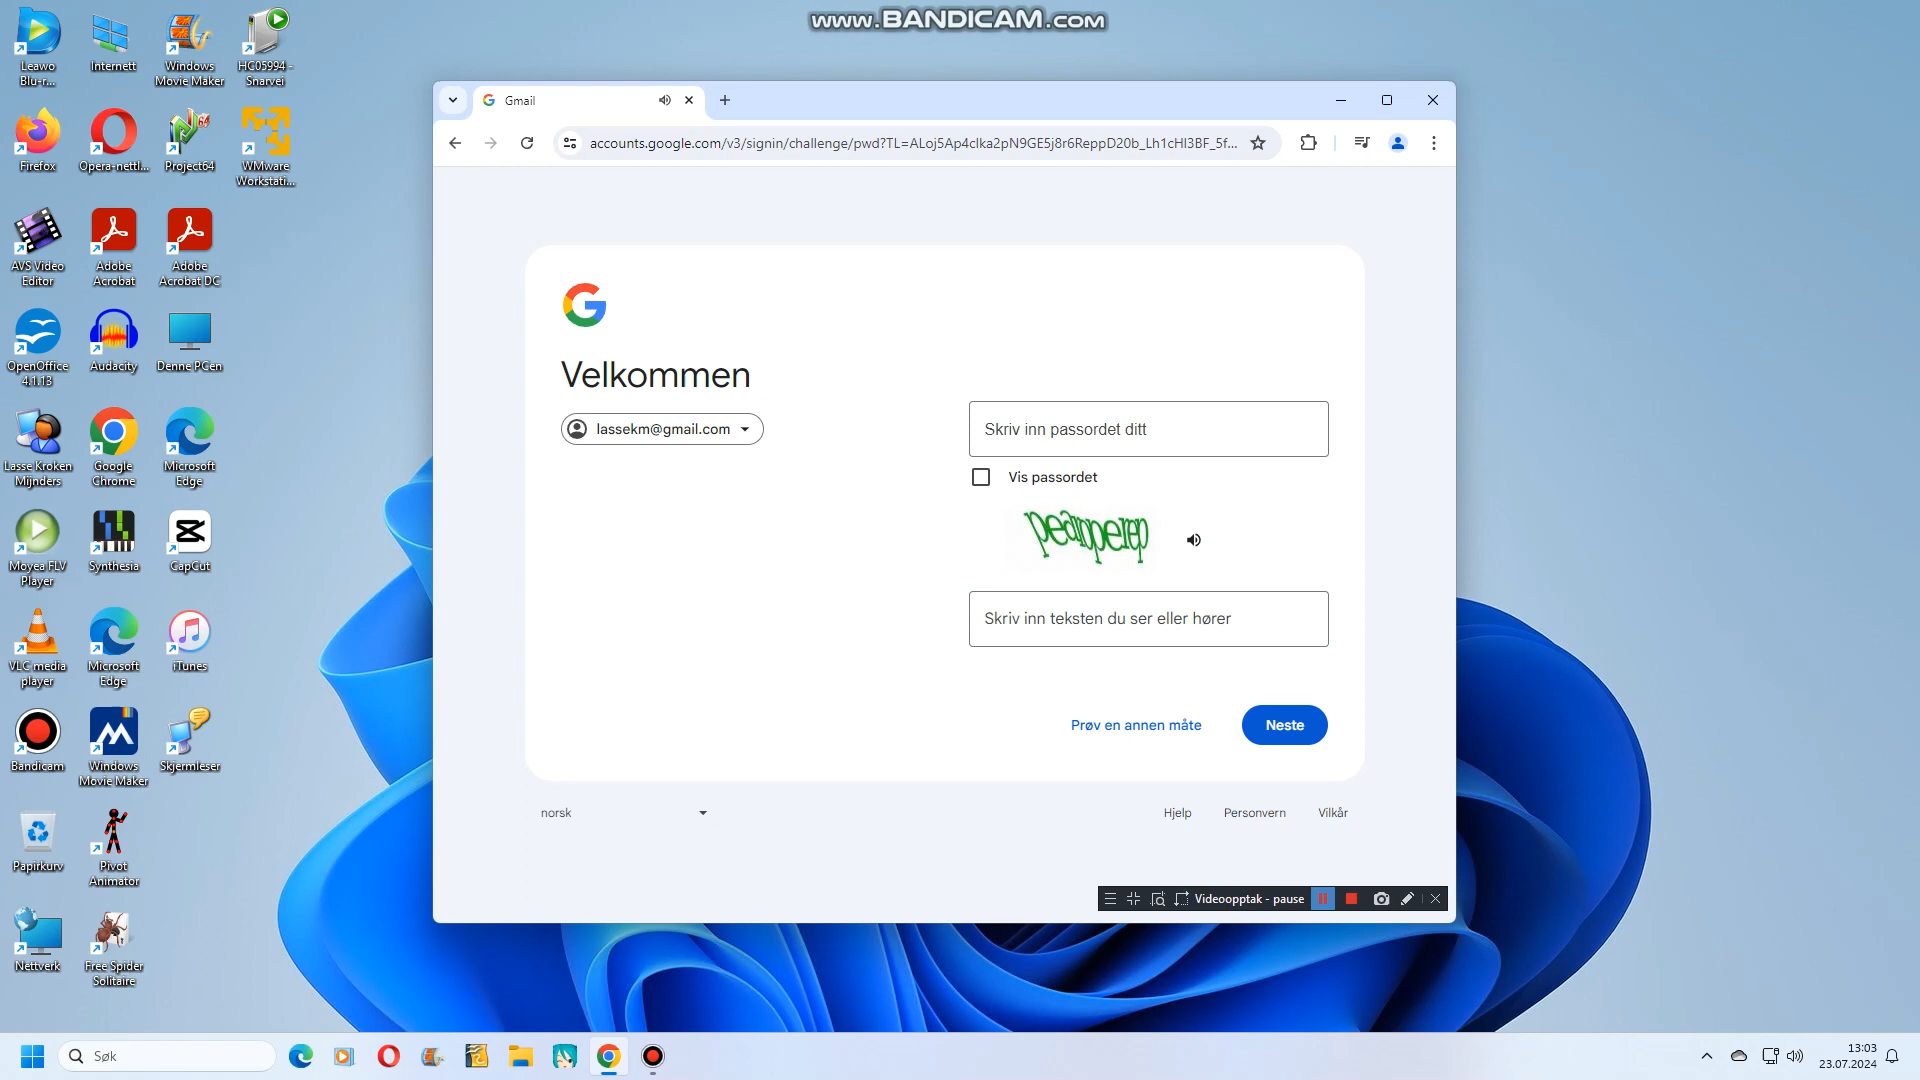 www.BANDICAM.com
Leawo
Blu-r...
Internett
Windows
Movie Maker
HC05994 -
Snarvei
Firefox
Opera-nettl...
Project64
VMware
Workstati...
AVS Video
Editor
Adobe
Acrobat
Adobe
Acrobat DC
OpenOffice
4.1.13
Audacity
Denne PCen
Lasse Kroken
Mijnders
Google
Chrome
Microsoft
Edge
Moyea FLV
Player
Synthesia
CapCut
VLC media
player
Microsoft
Edge
iTunes
Bandicam
Windows
Movie Maker
Skjermleser
Papirkurv
Pivot
Animator
Nettverk
Free Spider
Solitaire
Gmail
accounts.google.com/v3/signin/challenge/pwd?TL=ALoj5Ap4cIka2pN9GE5j8r6ReppD20b_Lh1cHI3BF_5f...
Velkommen
lassekm@gmail.com
Skriv inn passordet ditt
Vis passordet
Skriv inn teksten du ser eller hører
Prøv en annen måte
Neste
norsk
Hjelp
Personvern
Vilkår
Videoopptak - pause
Søk
13:03
23.07.2024